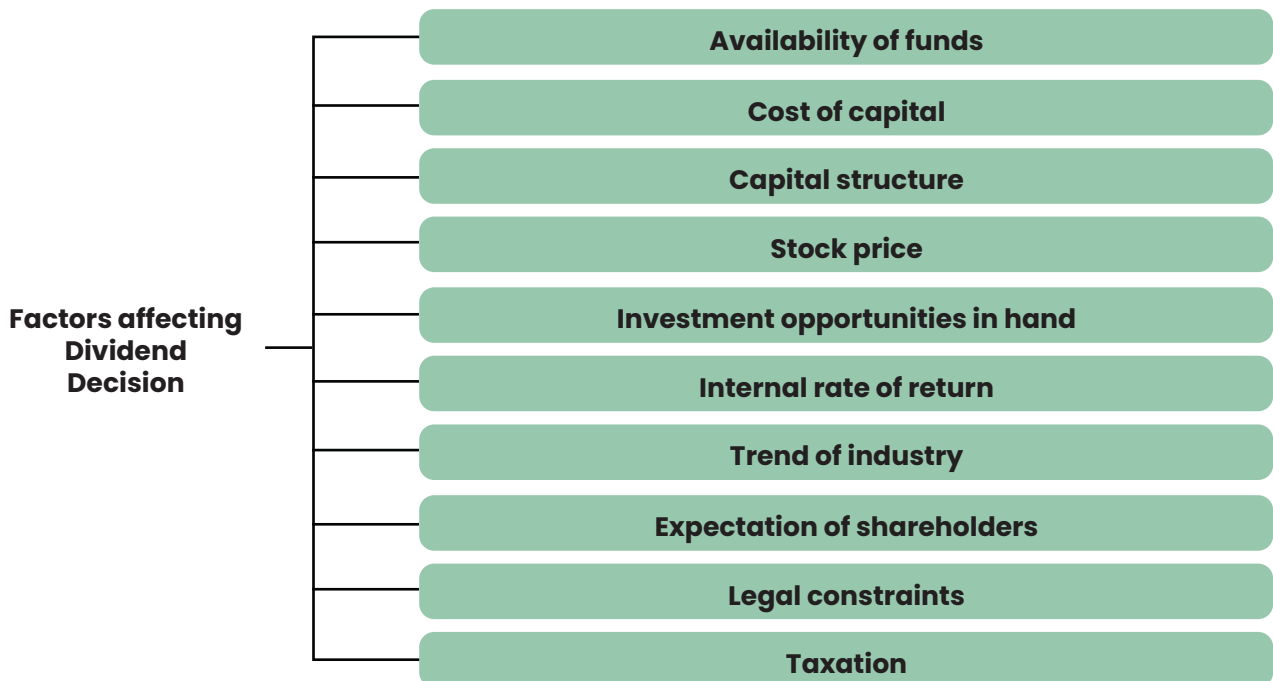 Availability of funds
Cost of capital
Capital structure
Stock price
Factors affecting
Dividend
Decision
Investment opportunities in hand
Internal rate of return
Trend of industry
Expectation of shareholders
Legal constraints
Taxation